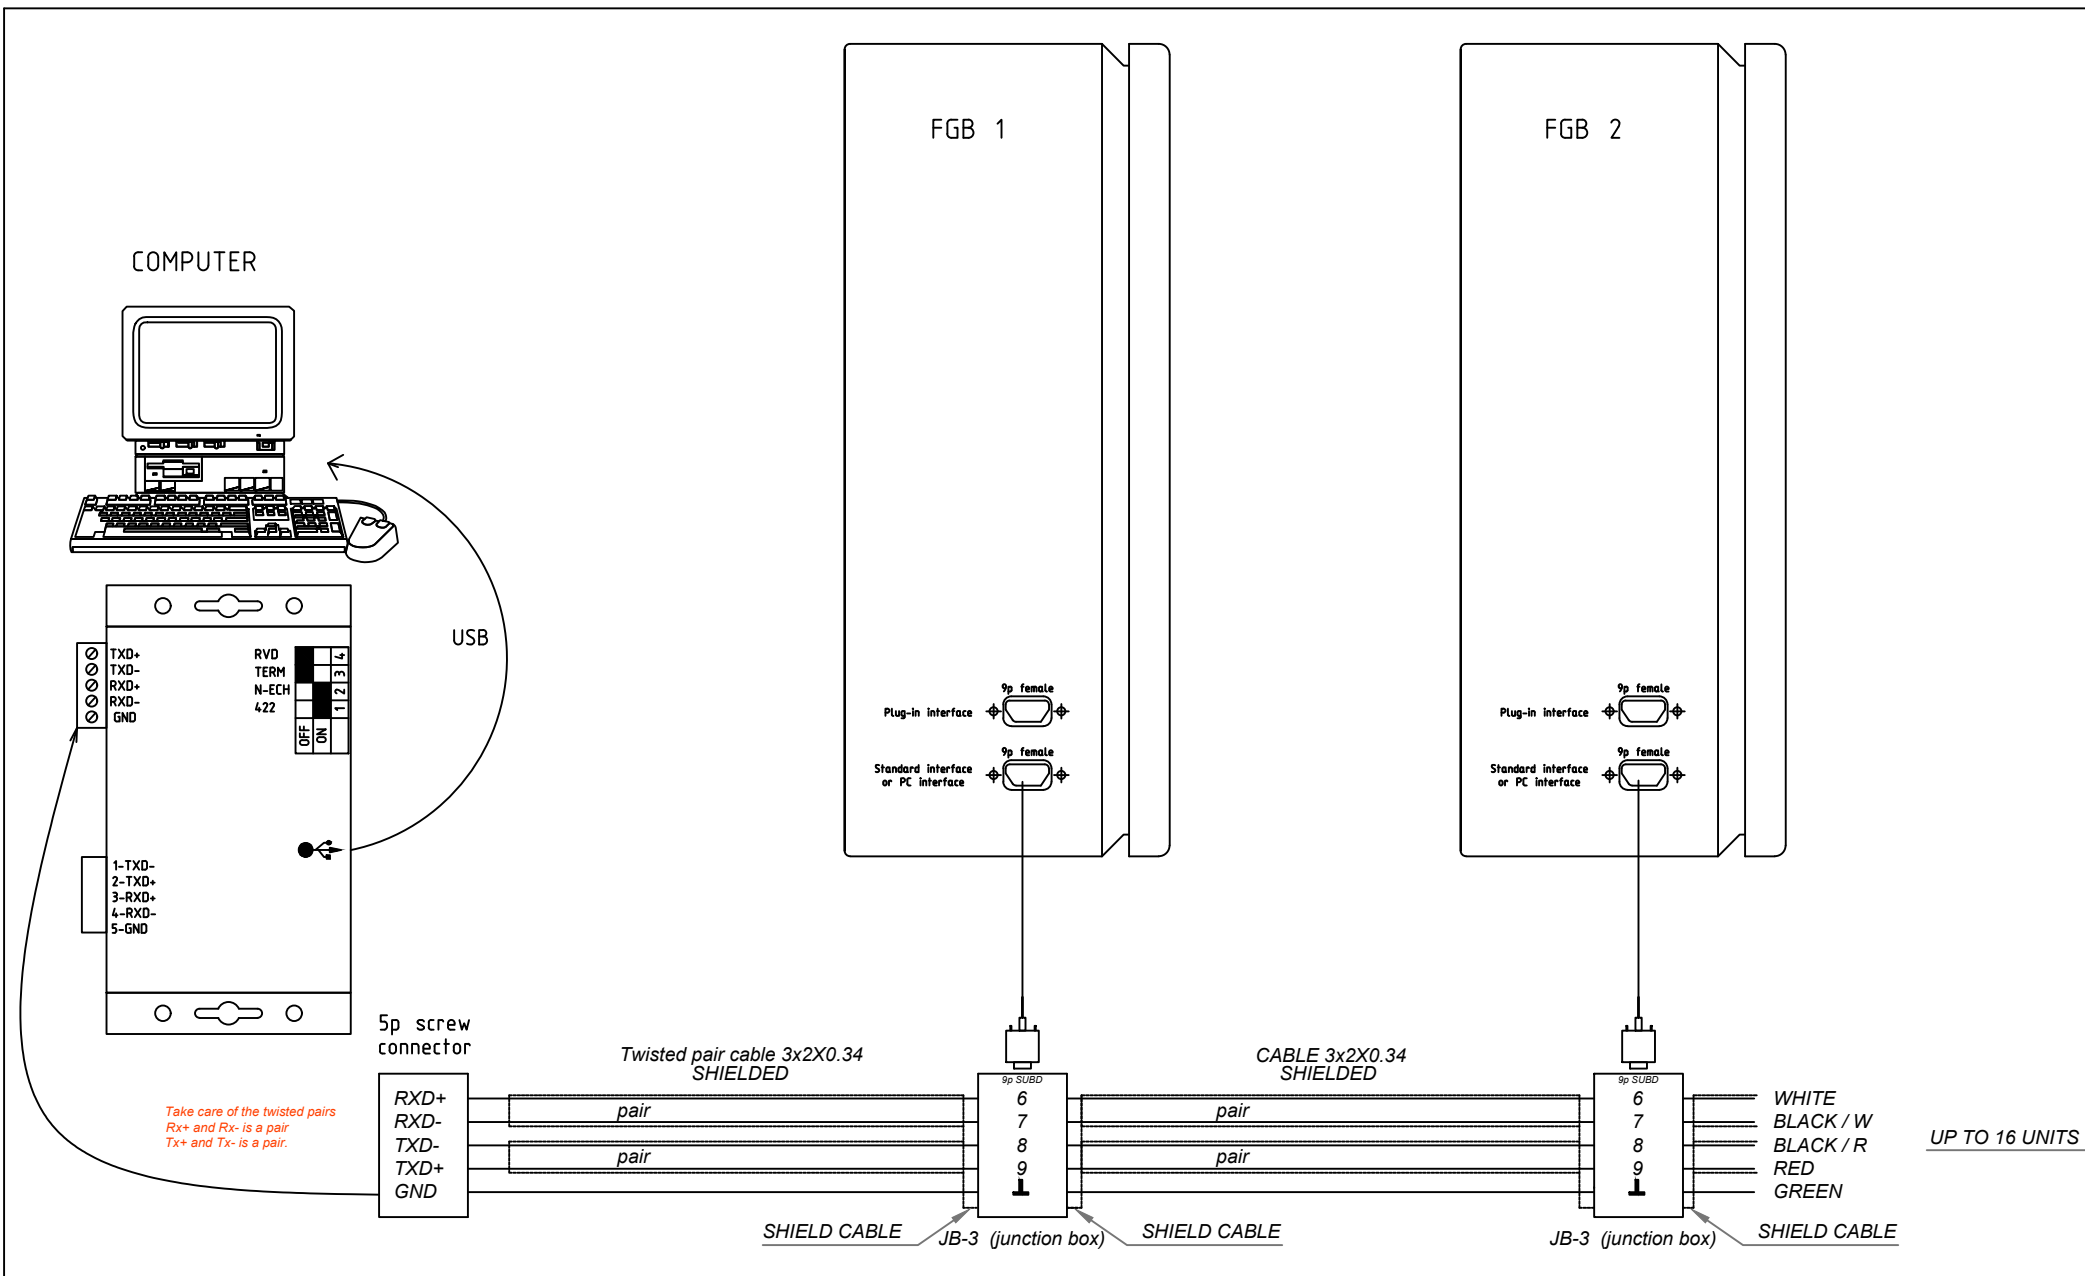 FGB 1
FGB 2
COMPUTER
USB
TXD+
TXD-
RXD+
RXD-
GND
RVD
TERM
N-ECH
422
4
3
2
1
OFF
ON
9p female
Plug-in interface
9p female
Standard interface
or PC interface
9p female
Plug-in interface
9p female
Standard interface
or PC interface
1-TXD-
2-TXD+
3-RXD+
4-RXD-
5-GND
5p screw
connector
Twisted pair cable 3x2X0.34
SHIELDED
CABLE 3x2X0.34
SHIELDED
Take care of the twisted pairs
Rx+ and Rx- is a pair
Tx+ and Tx- is a pair.
RXD+
RXD-
TXD-
TXD+
GND
pair
pair
9p SUBD
6
7
8
9
pair
pair
9p SUBD
6
7
8
9
WHITE
BLACK / W
BLACK / R
RED
GREEN
UP TO 16 UNITS
SHIELD CABLE
JB-3 (junction box)
SHIELD CABLE
JB-3 (junction box)
SHIELD CABLE